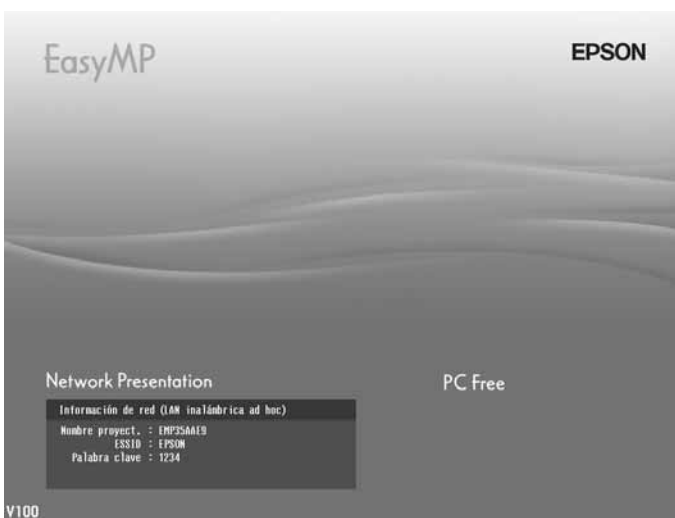 EasyMP
EPSON
Network Presentation
PC Free
Información de red (LAN inalámbrica ad hoc)
Nombre proyect. : EMP35AAE9
ESSID : EPSON
Palabra clave : 1234
V100